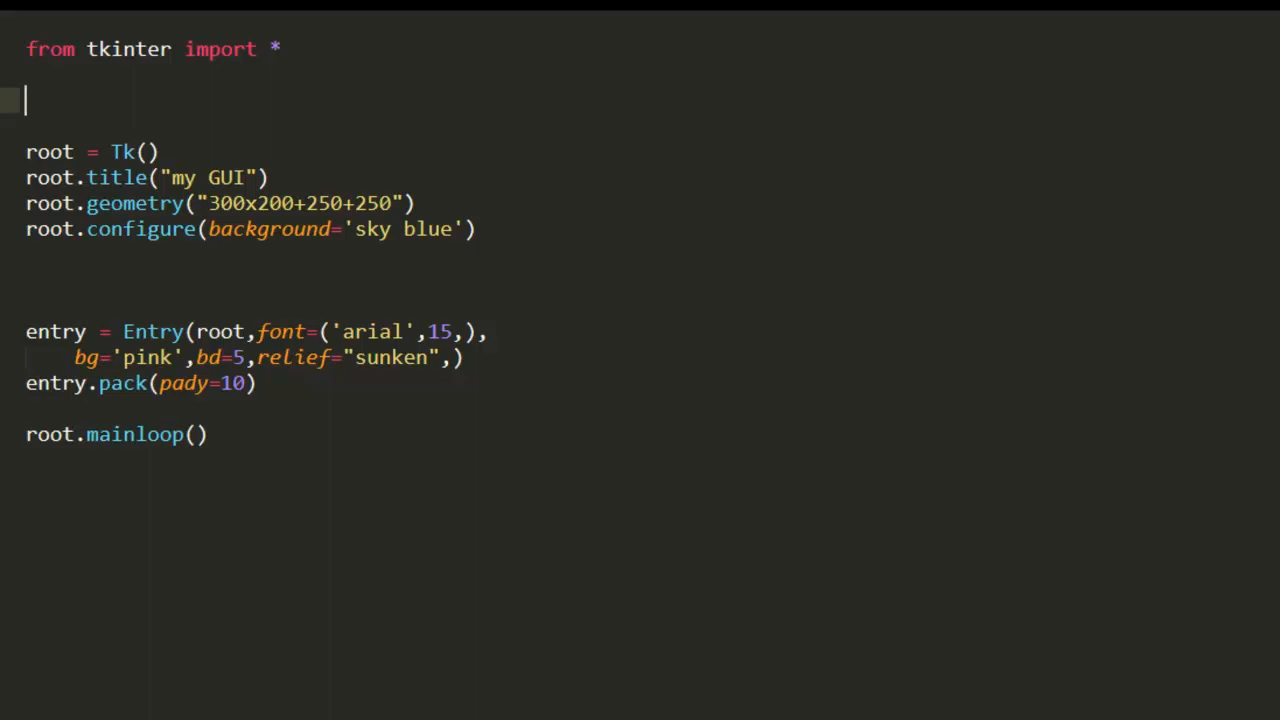 from tkinter import *
root = Tk()
root.title("my GUI")
root.geometry("300x200+250+250")
root.configure(background='sky blue')
entry = Entry(root,font=('arial',15,),
    bg='pink',bd=5,relief="sunken",)
entry.pack(pady=10)
root.mainloop()